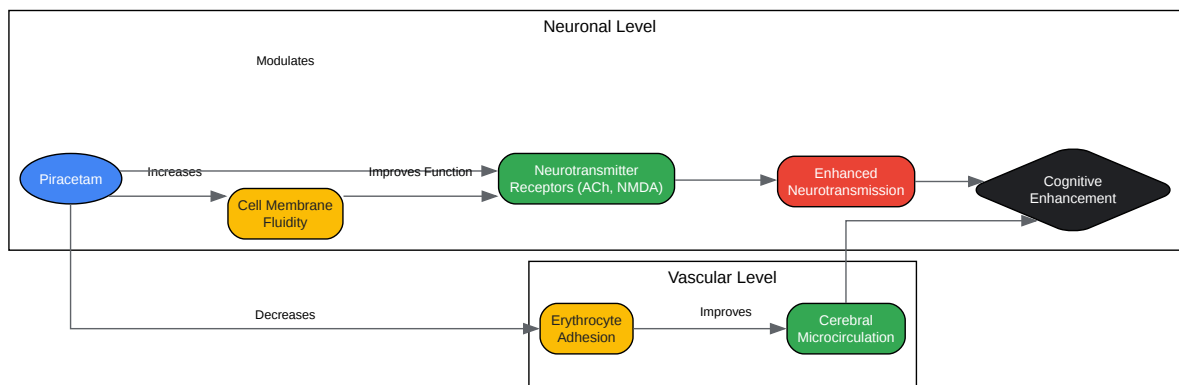 Neuronal Level
Modulates
Piracetam
Increases
Improves Function
Cell Membrane
Fluidity
Neurotransmitter
Receptors (ACh, NMDA)
Enhanced
Neurotransmission
Cognitive
Enhancement
Vascular Level
Decreases
Erythrocyte
Adhesion
Improves
Cerebral
Microcirculation